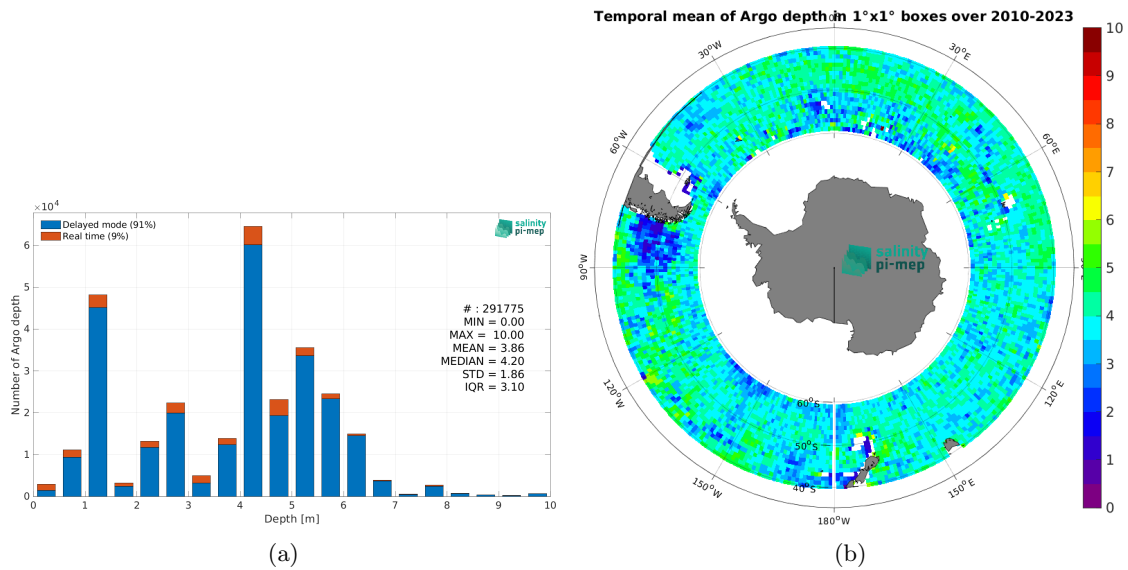 Temporal mean of Argo depth in 1°x1° boxes over 2010-2023
×10^4
Delayed mode (91%)
Real time (9%)
salinity
pi-mep
# : 291775
MIN = 0.00
MAX = 10.00
MEAN = 3.86
MEDIAN = 4.20
STD = 1.86
IQR = 3.10
Number of Argo depth
6
5
4
3
2
1
0
0 1 2 3 4 5 6 7 8 9 10
Depth [m]
(a)
0°
30°W
30°E
60°W
60°E
90°W
120°W
120°E
150°W
150°E
180°W
60°S
50°S
40°S
salinity
pi-mep
10
9
8
7
6
5
4
3
2
1
0
(b)